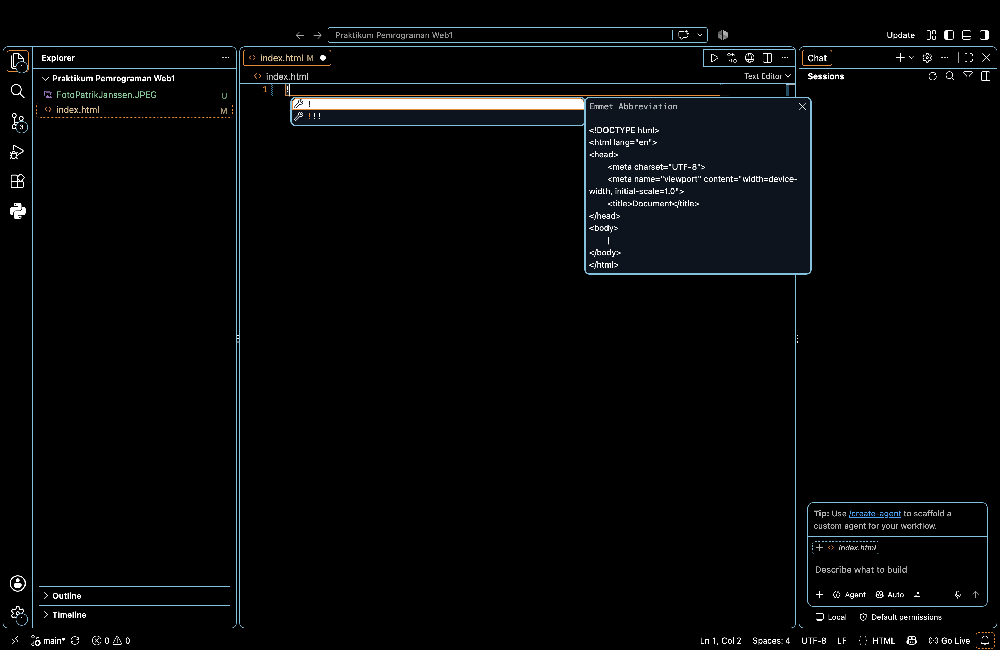 Praktikum Pemrograman Web1
Update
1
Explorer
Praktikum Pemrograman Web1
FotoPatrikJanssen.JPEG U
index.html M
3
index.html M
index.html
Text Editor
1 !
!
!!!
Emmet Abbreviation
<!DOCTYPE html>
<html lang="en">
<head>
<meta charset="UTF-8">
<meta name="viewport" content="width=device-
width, initial-scale=1.0">
<title>Document</title>
</head>
<body>
|
</body>
</html>
Chat
Sessions
Tip: Use /create-agent to scaffold a
custom agent for your workflow.
index.html
Describe what to build
Agent Auto
Local Default permissions
Outline
Timeline
1
main* 0 0
Ln 1, Col 2 Spaces: 4 UTF-8 LF {} HTML Go Live